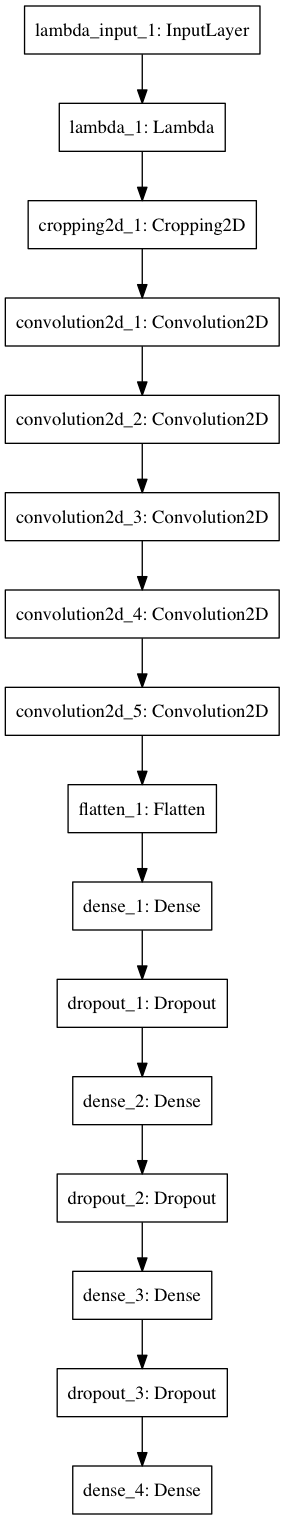 lambda_input_1: InputLayer
lambda_1: Lambda
cropping2d_1: Cropping2D
convolution2d_1: Convolution2D
convolution2d_2: Convolution2D
convolution2d_3: Convolution2D
convolution2d_4: Convolution2D
convolution2d_5: Convolution2D
flatten_1: Flatten
dense_1: Dense
dropout_1: Dropout
dense_2: Dense
dropout_2: Dropout
dense_3: Dense
dropout_3: Dropout
dense_4: Dense